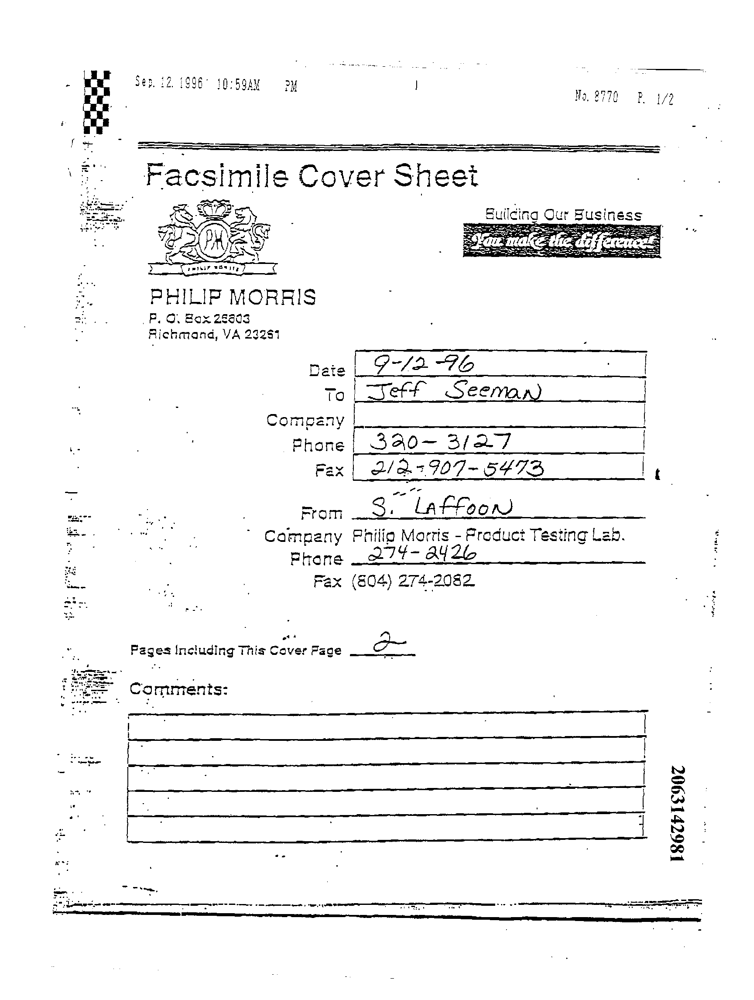 Sep. 12. 1996 10:59AM PM
No. 8770 P. 1/2
Facsimile Cover Sheet
Building Our Business
You make the difference!
PM
PHILIP MORRIS
PHILIP MORRIS
P. O. Box 26603
Richmond, VA 23261
Date 9-12-96
To Jeff Seeman
Company
Phone 320-3127
Fax 212-907-5473
From S. LAFFOON
Company Philip Morris - Product Testing Lab.
Phone 274-2426
Fax (804) 274-2082
Pages Including This Cover Page 2
Comments:
2063142981